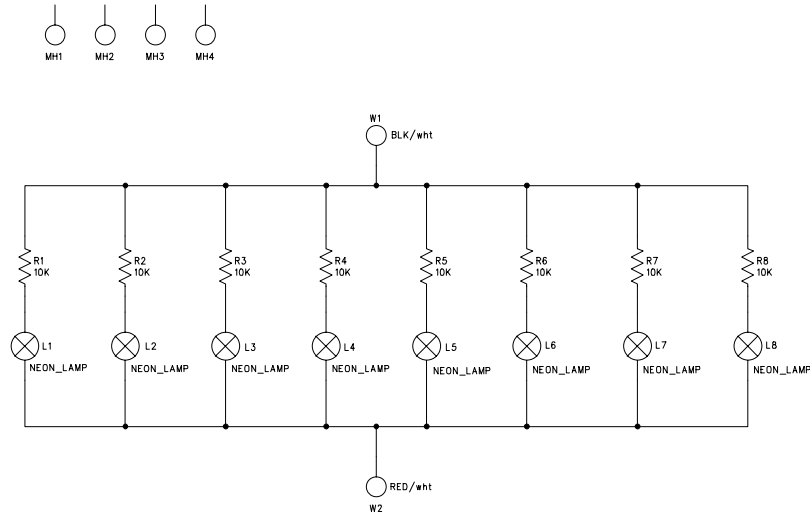 MH1 MH2 MH3 MH4
W1
BLK/wht
R1 R2 R3 R4 R5 R6 R7 R8
10K 10K 10K 10K 10K 10K 10K 10K
L1 L2 L3 L4 L5 L6 L7 L8
NEON_LAMP NEON_LAMP NEON_LAMP NEON_LAMP NEON_LAMP NEON_LAMP NEON_LAMP NEON_LAMP
RED/wht
W2